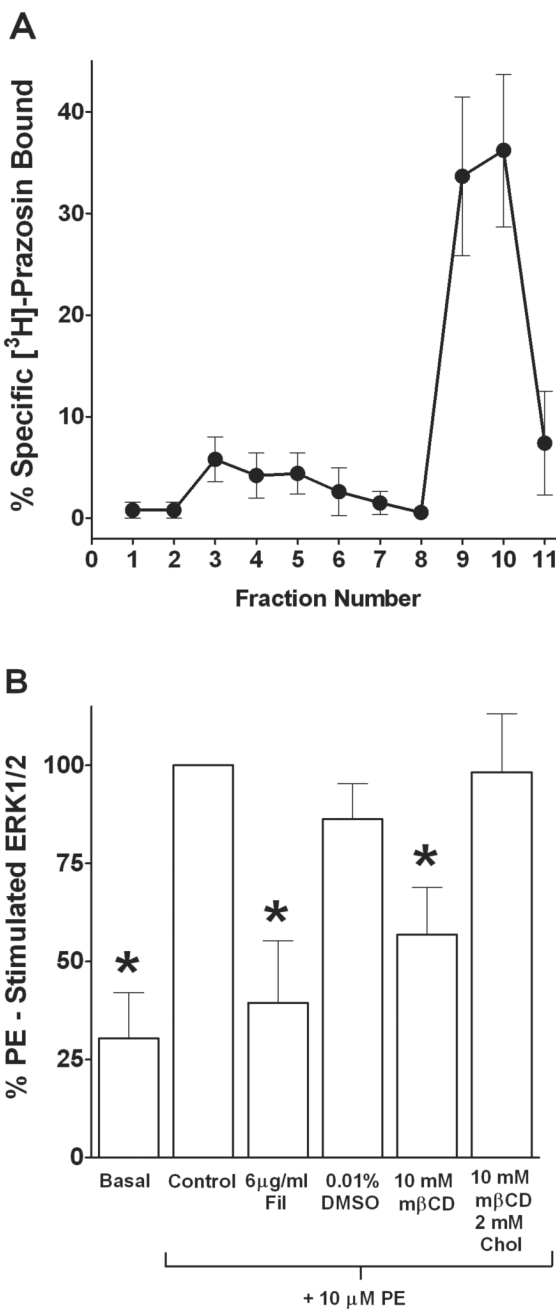 A
% Specific [³H]-Prazosin Bound
40
30
20
10
0
0 1 2 3 4 5 6 7 8 9 10 11
Fraction Number
B
% PE - Stimulated ERK1/2
100
75
50
25
0
*
*
*
Basal
Control
6µg/ml
Fil
0.01%
DMSO
10 mM
mβCD
10 mM
mβCD
2 mM
Chol
+ 10 µM PE